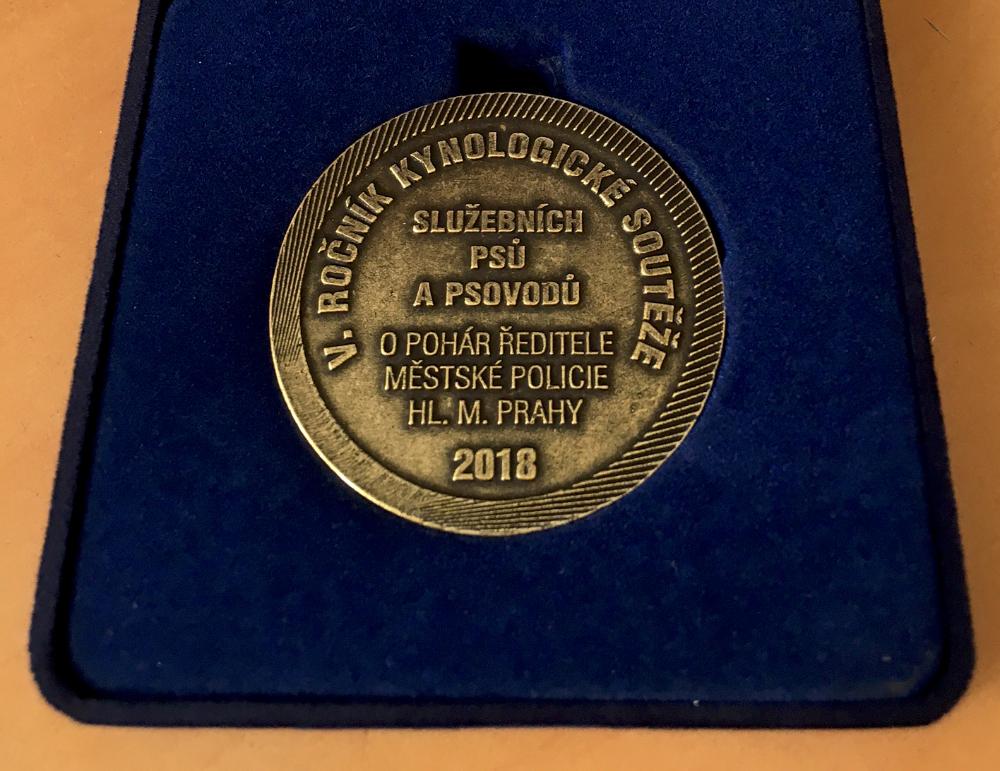 V. ROČNÍK KYNOLOGICKÉ SOUTĚŽE
SLUŽEBNÍCH
PSŮ
A PSOVODŮ
O POHÁR ŘEDITELE
MĚSTSKÉ POLICIE
HL. M. PRAHY
2018